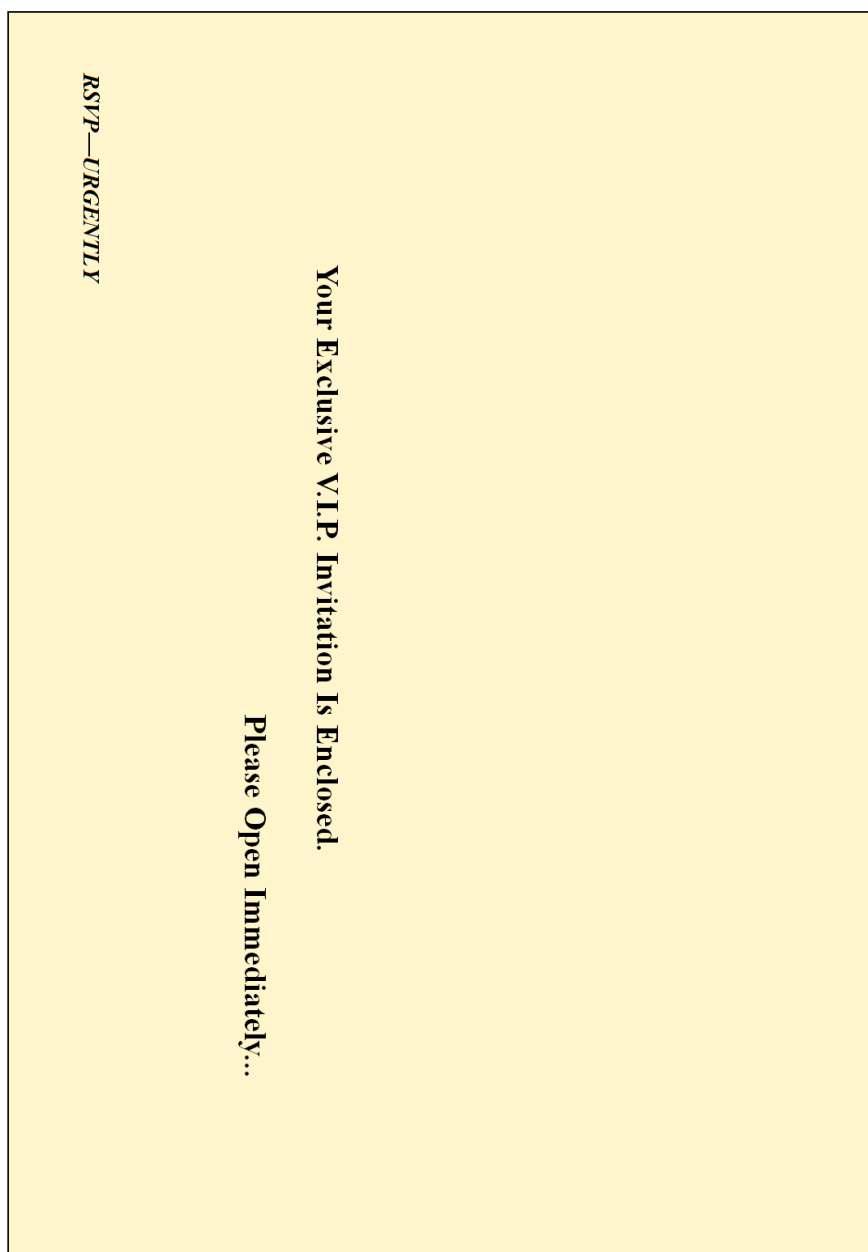 Your Exclusive V.I.P. Invitation Is Enclosed.
Please Open Immediately...
RSVP—URGENTLY